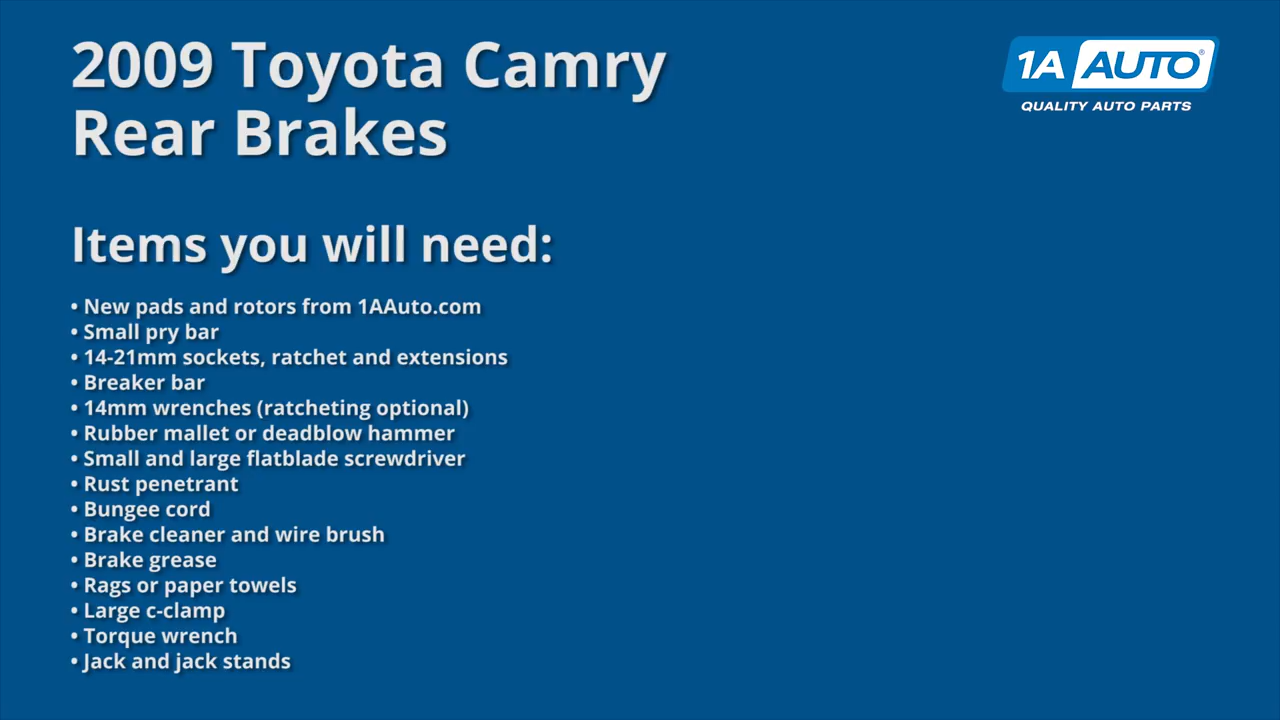 2009 Toyota Camry
Rear Brakes
1A AUTO®
QUALITY AUTO PARTS
Items you will need:
• New pads and rotors from 1AAuto.com
• Small pry bar
• 14-21mm sockets, ratchet and extensions
• Breaker bar
• 14mm wrenches (ratcheting optional)
• Rubber mallet or deadblow hammer
• Small and large flatblade screwdriver
• Rust penetrant
• Bungee cord
• Brake cleaner and wire brush
• Brake grease
• Rags or paper towels
• Large c-clamp
• Torque wrench
• Jack and jack stands